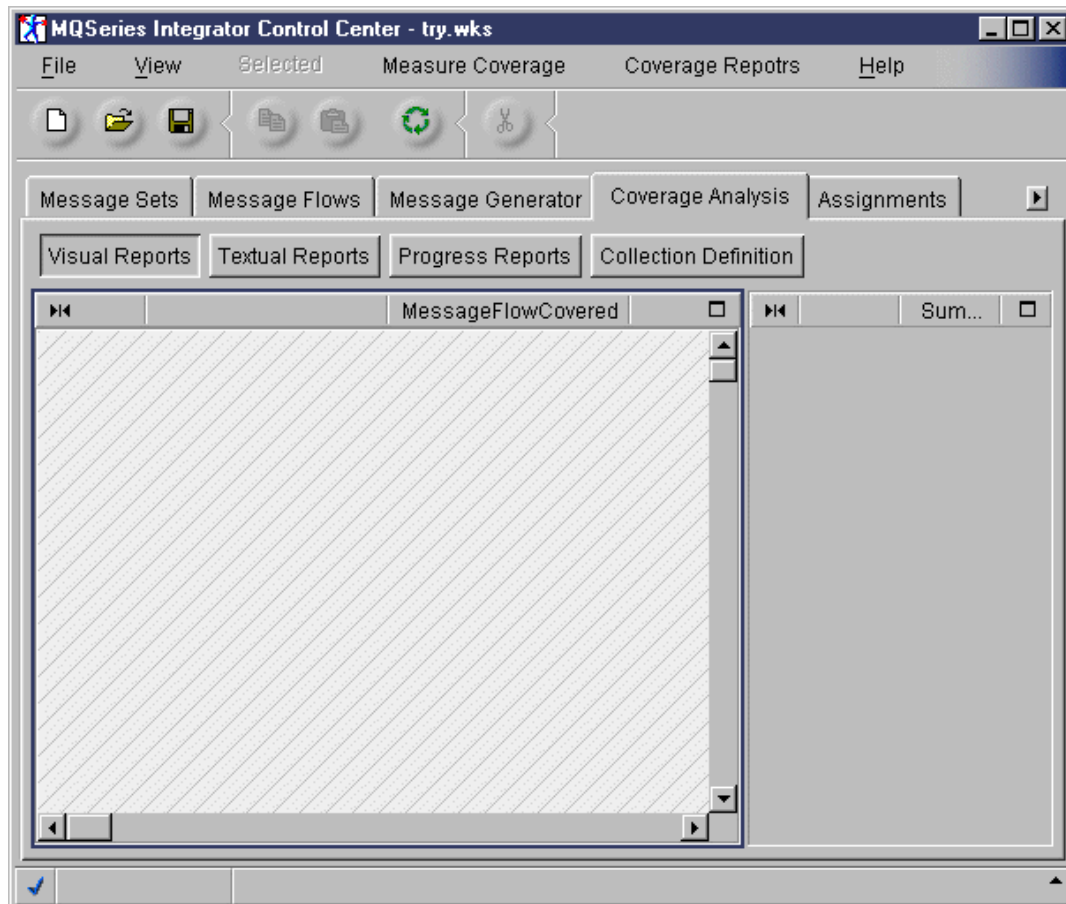 MQSeries Integrator Control Center - try.wks
File View Selected Measure Coverage Coverage Repotrs Help
Message Sets Message Flows Message Generator Coverage Analysis Assignments
Visual Reports Textual Reports Progress Reports Collection Definition
MessageFlowCovered Sum...